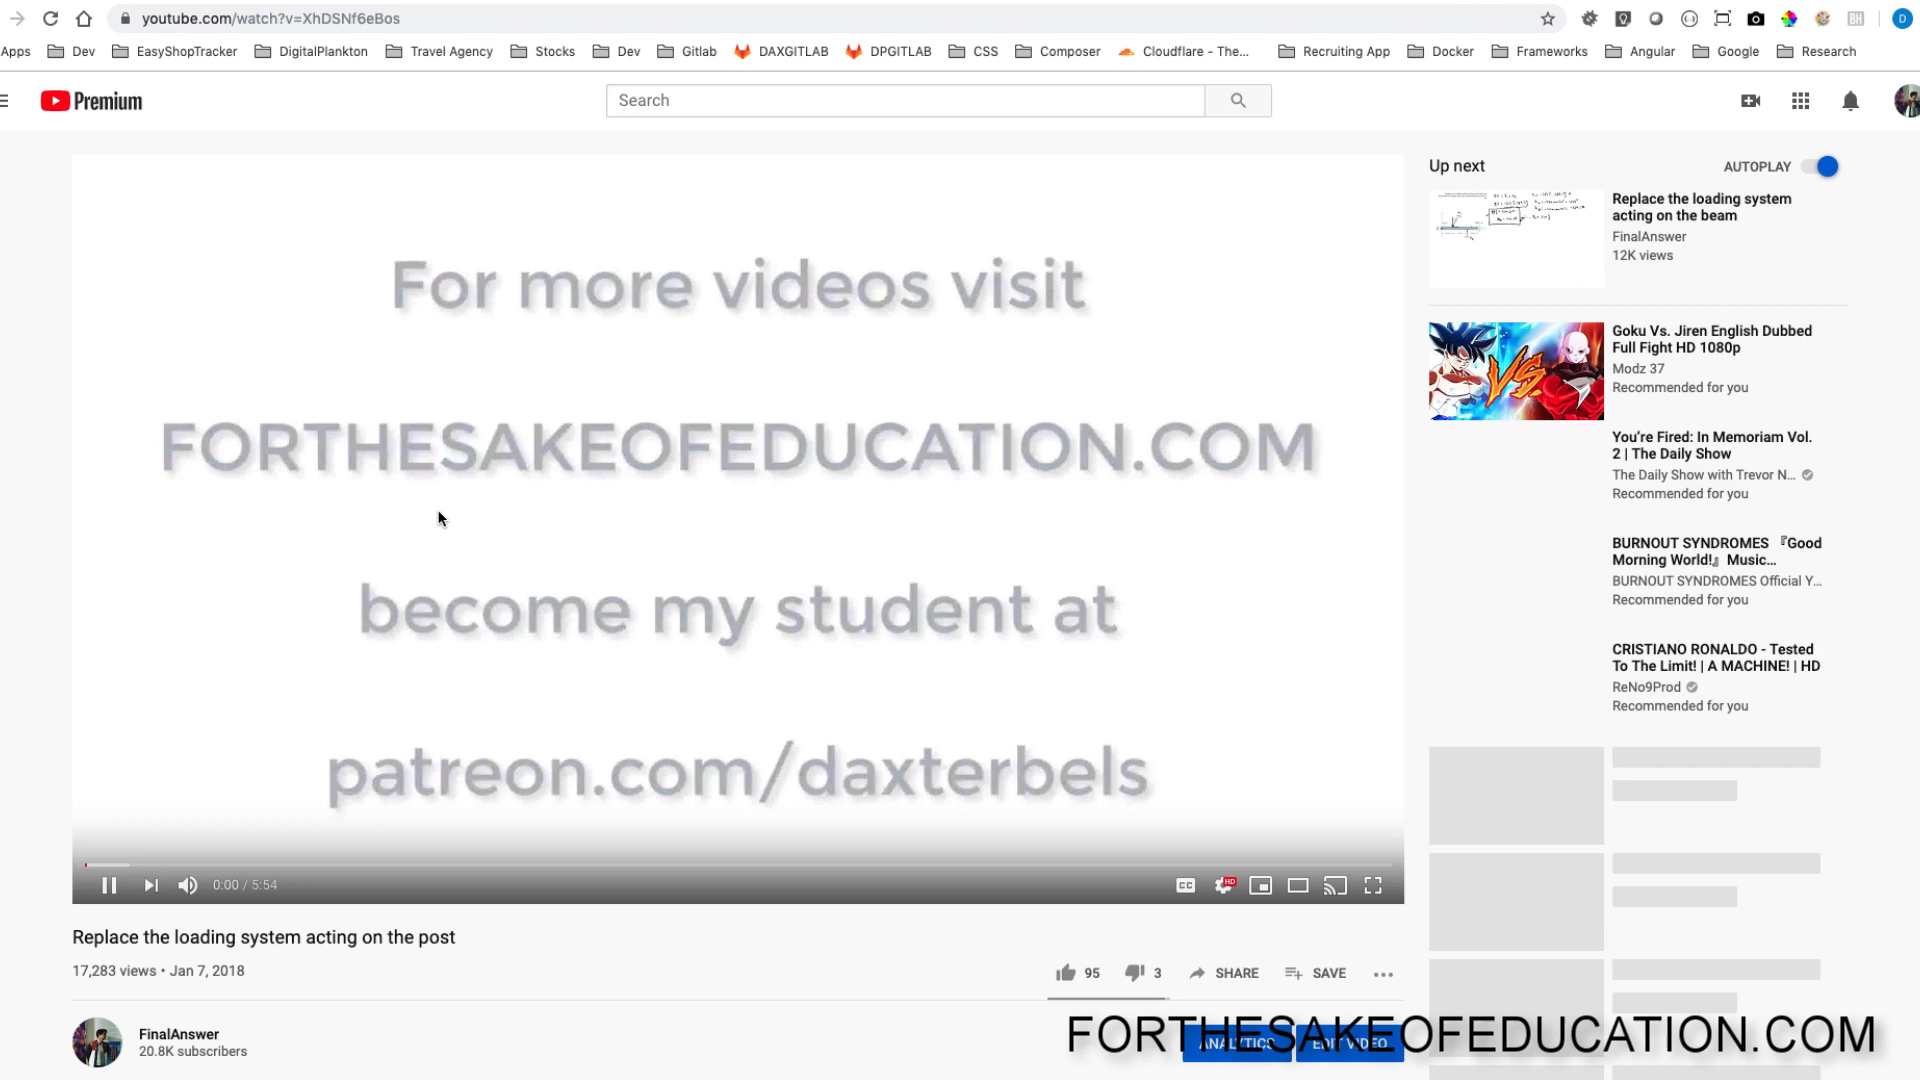 youtube.com/watch?v=XhDSNf6eBos
Apps Dev EasyShopTracker DigitalPlankton Travel Agency Stocks Dev Gitlab DAXGITLAB DPGITLAB CSS Composer Cloudflare - The... Recruiting App Docker Frameworks Angular Google Research
Premium
Search
For more videos visit
FORTHESAKEOFEDUCATION.COM
become my student at
patreon.com/daxterbels
0:00 / 5:54
CC
HD
Replace the loading system acting on the post
17,283 views • Jan 7, 2018
95 3 SHARE SAVE
FinalAnswer
20.8K subscribers
ANALYTICS EDIT VIDEO
Up next AUTOPLAY
Replace the loading system
acting on the beam
FinalAnswer
12K views
VS.
Goku Vs. Jiren English Dubbed
Full Fight HD 1080p
Modz 37
Recommended for you
You’re Fired: In Memoriam Vol.
2 | The Daily Show
The Daily Show with Trevor N...
Recommended for you
BURNOUT SYNDROMES 『Good
Morning World!』 Music...
BURNOUT SYNDROMES Official Y...
Recommended for you
CRISTIANO RONALDO - Tested
To The Limit! | A MACHINE! | HD
ReNo9Prod
Recommended for you
FORTHESAKEOFEDUCATION.COM
D
BH